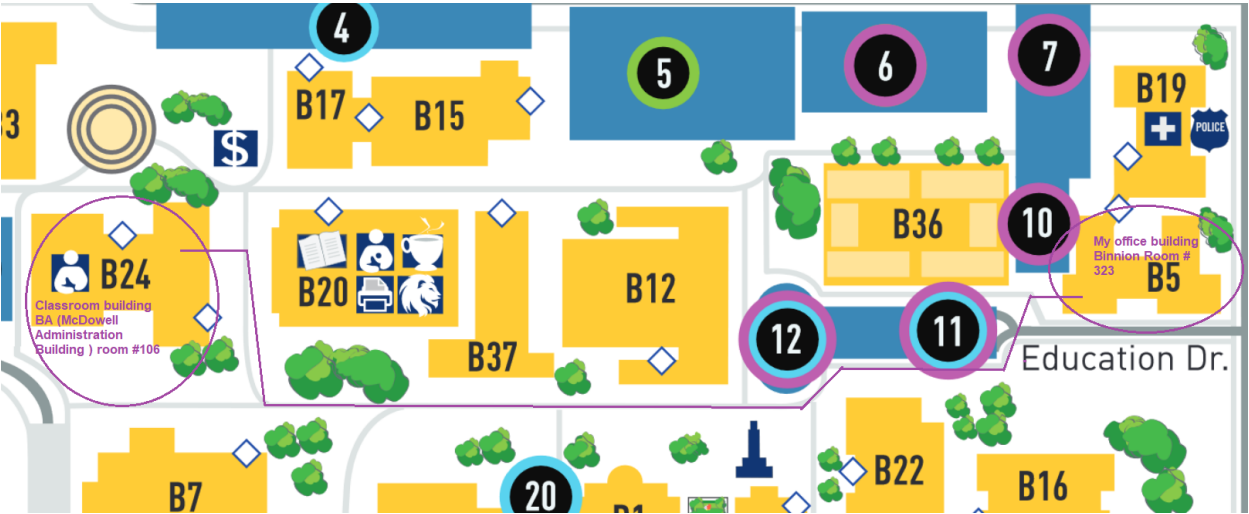 4
5
6
7
B19
POLICE
B17
B15
$
B36
10
My office building
Binnion Room #
323
B5
B24
Classroom building
BA (McDowell
Administration
Building ) room #106
B20
B12
B37
12
11
Education Dr.
B7
20
B1
B22
B16